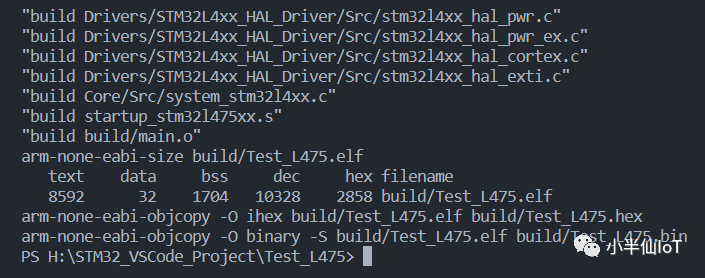 "build Drivers/STM32L4xx_HAL_Driver/Src/stm32l4xx_hal_pwr.c"
"build Drivers/STM32L4xx_HAL_Driver/Src/stm32l4xx_hal_pwr_ex.c"
"build Drivers/STM32L4xx_HAL_Driver/Src/stm32l4xx_hal_cortex.c"
"build Drivers/STM32L4xx_HAL_Driver/Src/stm32l4xx_hal_exti.c"
"build Core/Src/system_stm32l4xx.c"
"build startup_stm32l475xx.s"
"build build/main.o"
arm-none-eabi-size build/Test_L475.elf
   text    data     bss     dec     hex filename
   8592      32    1704   10328    2858 build/Test_L475.elf
arm-none-eabi-objcopy -O ihex build/Test_L475.elf build/Test_L475.hex
arm-none-eabi-objcopy -O binary -S build/Test_L475.elf build/Test_L475.bin
小半仙IoT
PS H:\STM32_VSCode_Project\Test_L475>